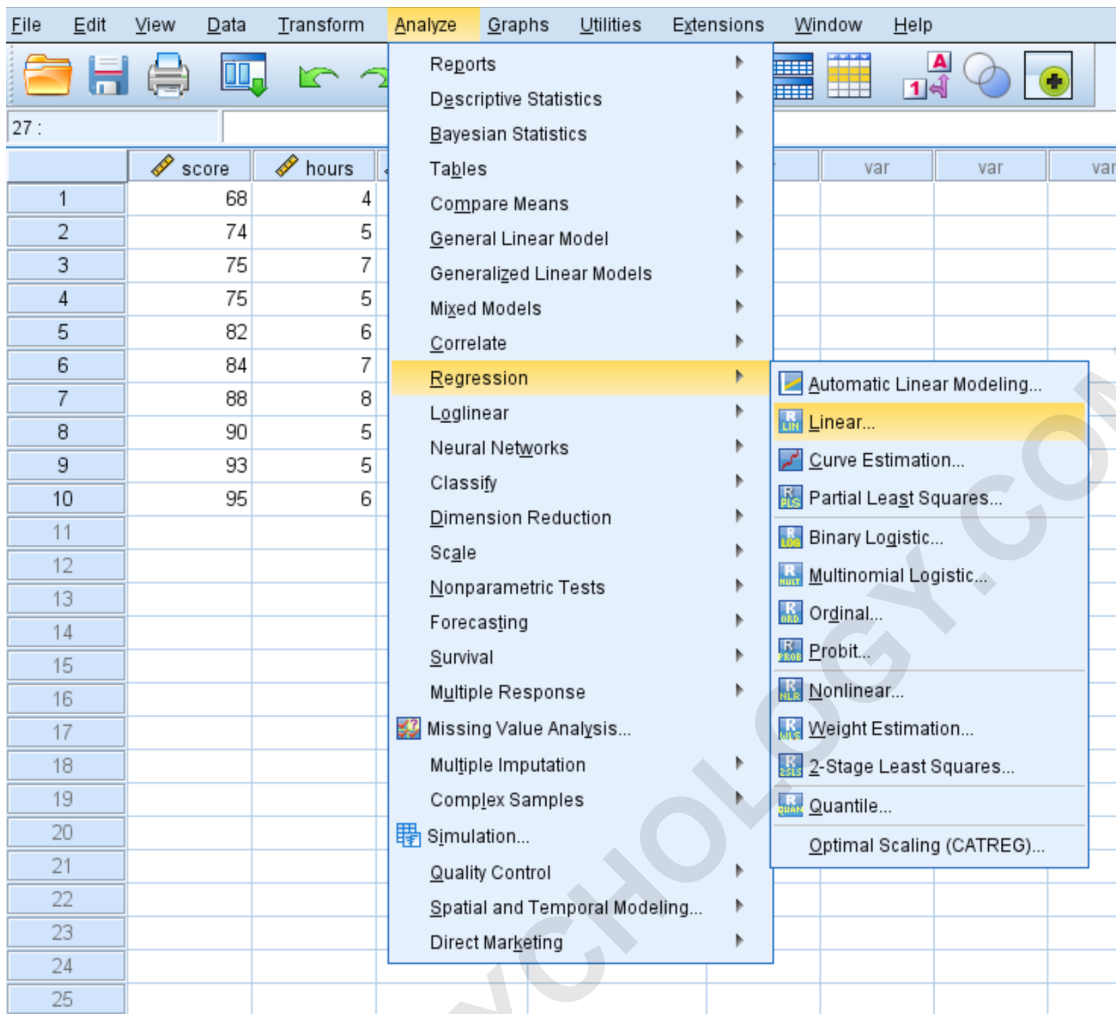 File Edit View Data Transform Analyze Graphs Utilities Extensions Window Help
27 :
score hours var var var
1 68 4
2 74 5
3 75 7
4 75 5
5 82 6
6 84 7
7 88 8
8 90 5
9 93 5
10 95 6
11
12
13
14
15
16
17
18
19
20
21
22
23
24
25
Reports
Descriptive Statistics
Bayesian Statistics
Tables
Compare Means
General Linear Model
Generalized Linear Models
Mixed Models
Correlate
Regression
Loglinear
Neural Networks
Classify
Dimension Reduction
Scale
Nonparametric Tests
Forecasting
Survival
Multiple Response
Missing Value Analysis...
Multiple Imputation
Complex Samples
Simulation...
Quality Control
Spatial and Temporal Modeling...
Direct Marketing
Automatic Linear Modeling...
Linear...
Curve Estimation...
Partial Least Squares...
Binary Logistic...
Multinomial Logistic...
Ordinal...
Probit...
Nonlinear...
Weight Estimation...
2-Stage Least Squares...
Quantile...
Optimal Scaling (CATREG)...